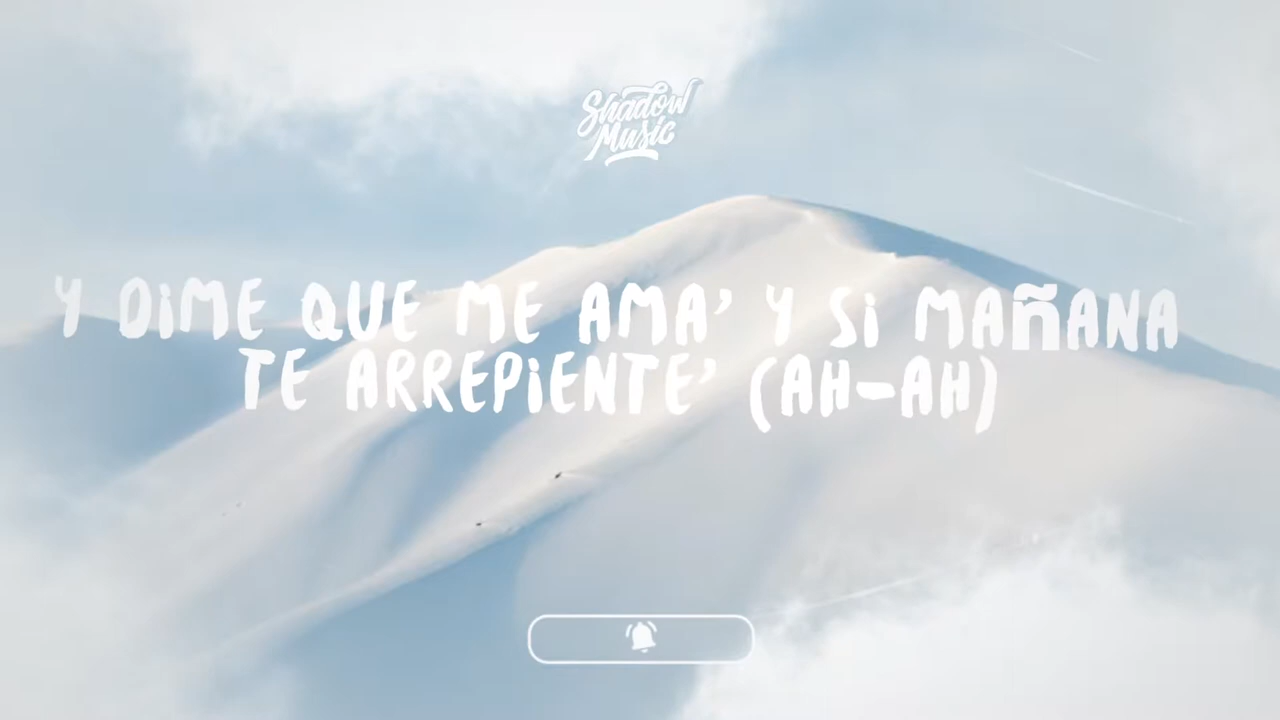 Shadow
Music
Y DiME QUE ME AMA' Y Si MAñANA
TE ARREPiENTE' (AH-AH)